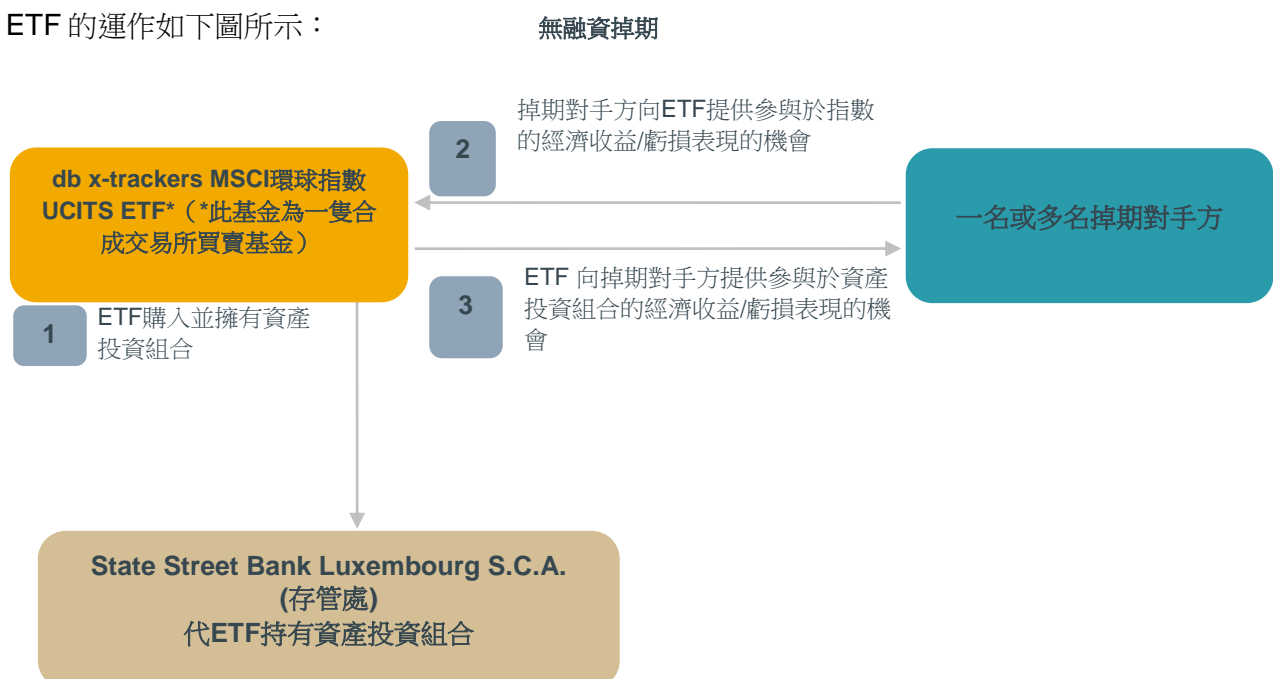 ETF 的運作如下圖所示：
無融資掉期
掉期對手方向ETF提供參與於指數
的經濟收益/虧損表現的機會
2
db x-trackers MSCI環球指數
UCITS ETF*（*此基金為一隻合
成交易所買賣基金）
一名或多名掉期對手方
ETF 向掉期對手方提供參與於資產
投資組合的經濟收益/虧損表現的機
會
3
1
ETF購入並擁有資產
投資組合
State Street Bank Luxembourg S.C.A.
(存管處)
代ETF持有資產投資組合